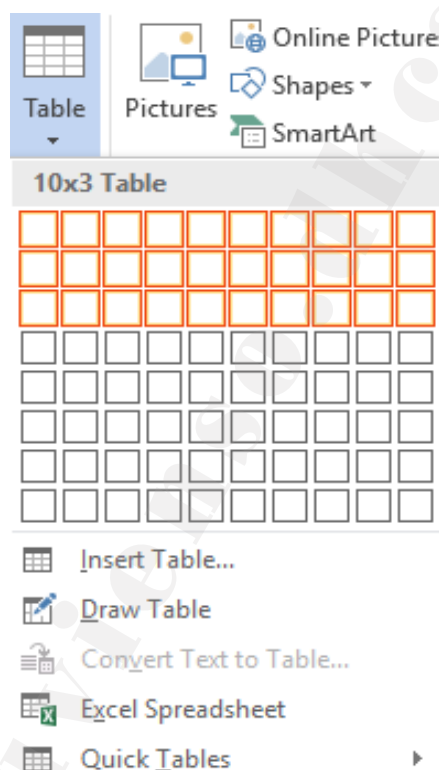 Online Picture
Shapes
SmartArt
Table
Pictures
10x3 Table
Insert Table...
Draw Table
Convert Text to Table...
Excel Spreadsheet
Quick Tables